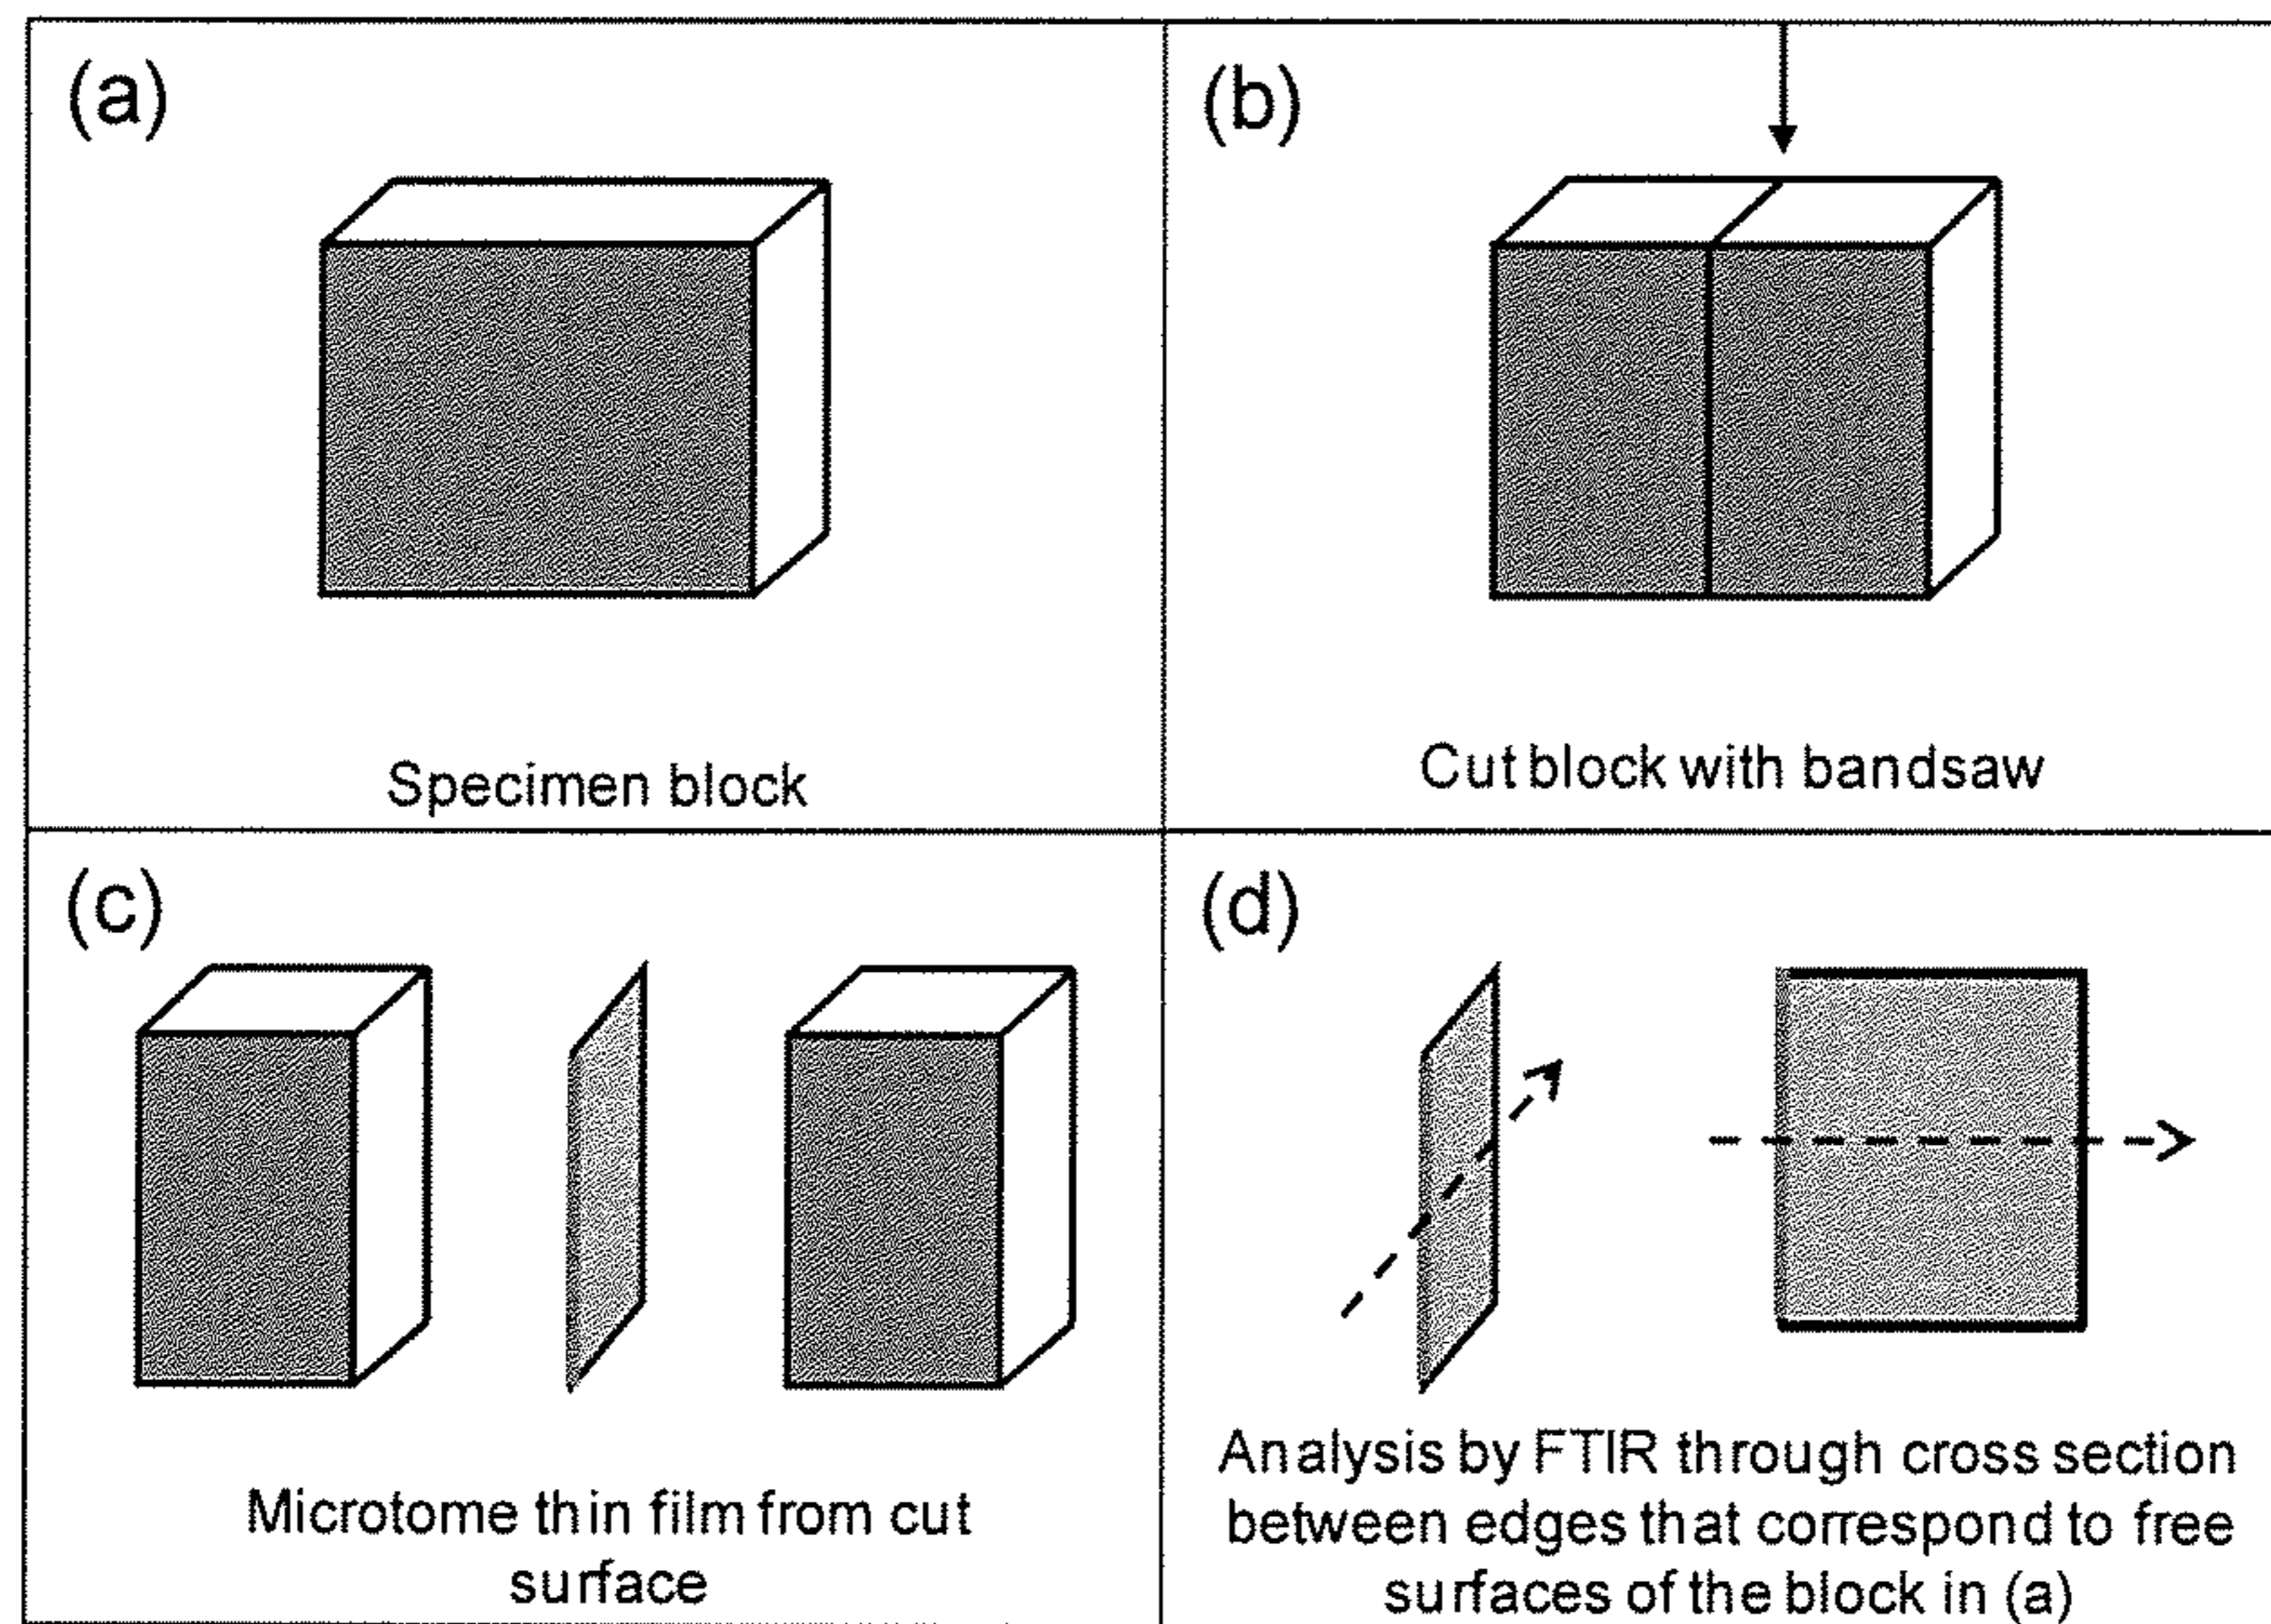 (a)
Specimen block
(b)
Cut block with bandsaw
(c)
Microtome thin film from cut
surface
(d)
Analysis by FTIR through cross section
between edges that correspond to free
surfaces of the block in (a)